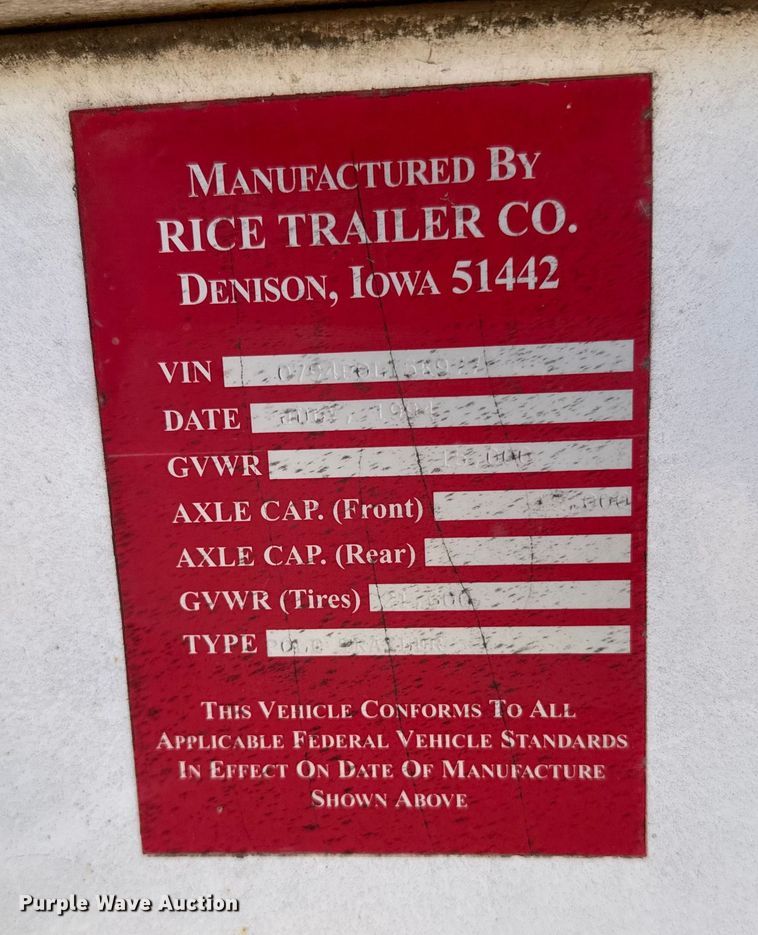 MANUFACTURED BY
RICE TRAILER CO.
DENISON, IOWA 51442
VIN
DATE 1994
GVWR
AXLE CAP. (Front)
AXLE CAP. (Rear)
GVWR (Tires)
TYPE
THIS VEHICLE CONFORMS TO ALL
APPLICABLE FEDERAL VEHICLE STANDARDS
IN EFFECT ON DATE OF MANUFACTURE
SHOWN ABOVE
Purple Wave Auction